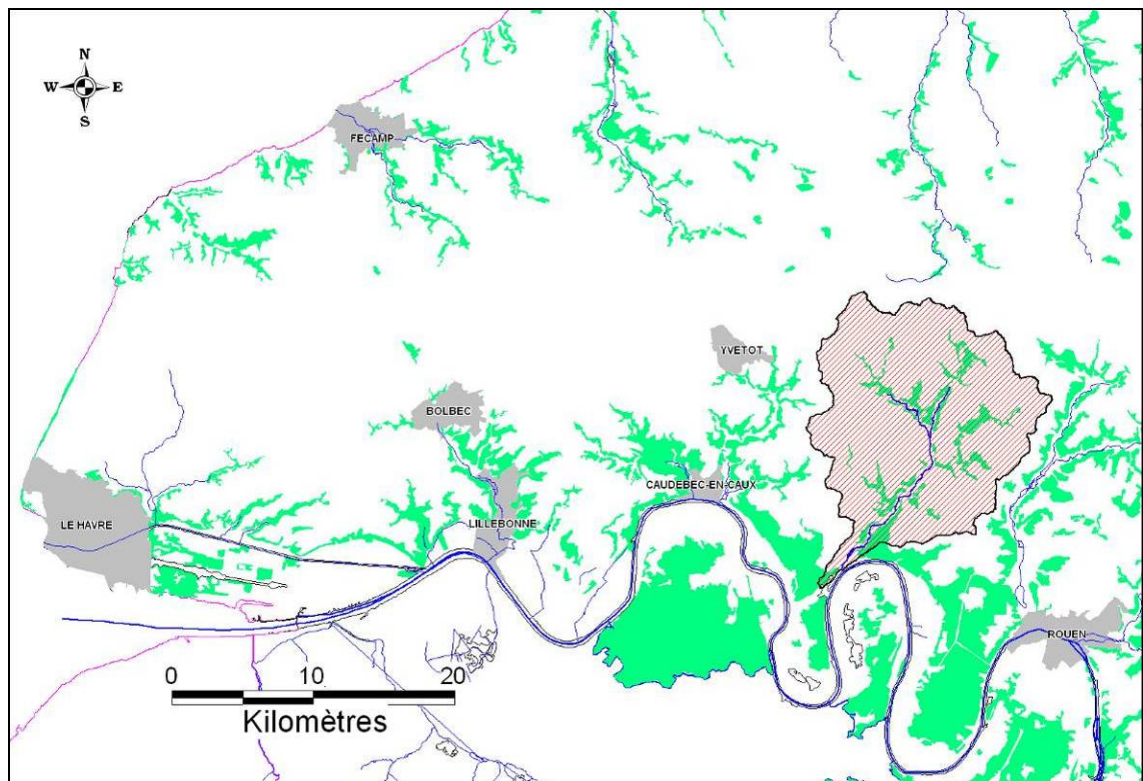 N
W E
S
FECAMP
YVETOT
BOLBEC
CAUDEBEC-EN-CAUX
LE HAVRE
LILLEBONNE
ROUEN
0 10 20
Kilomètres